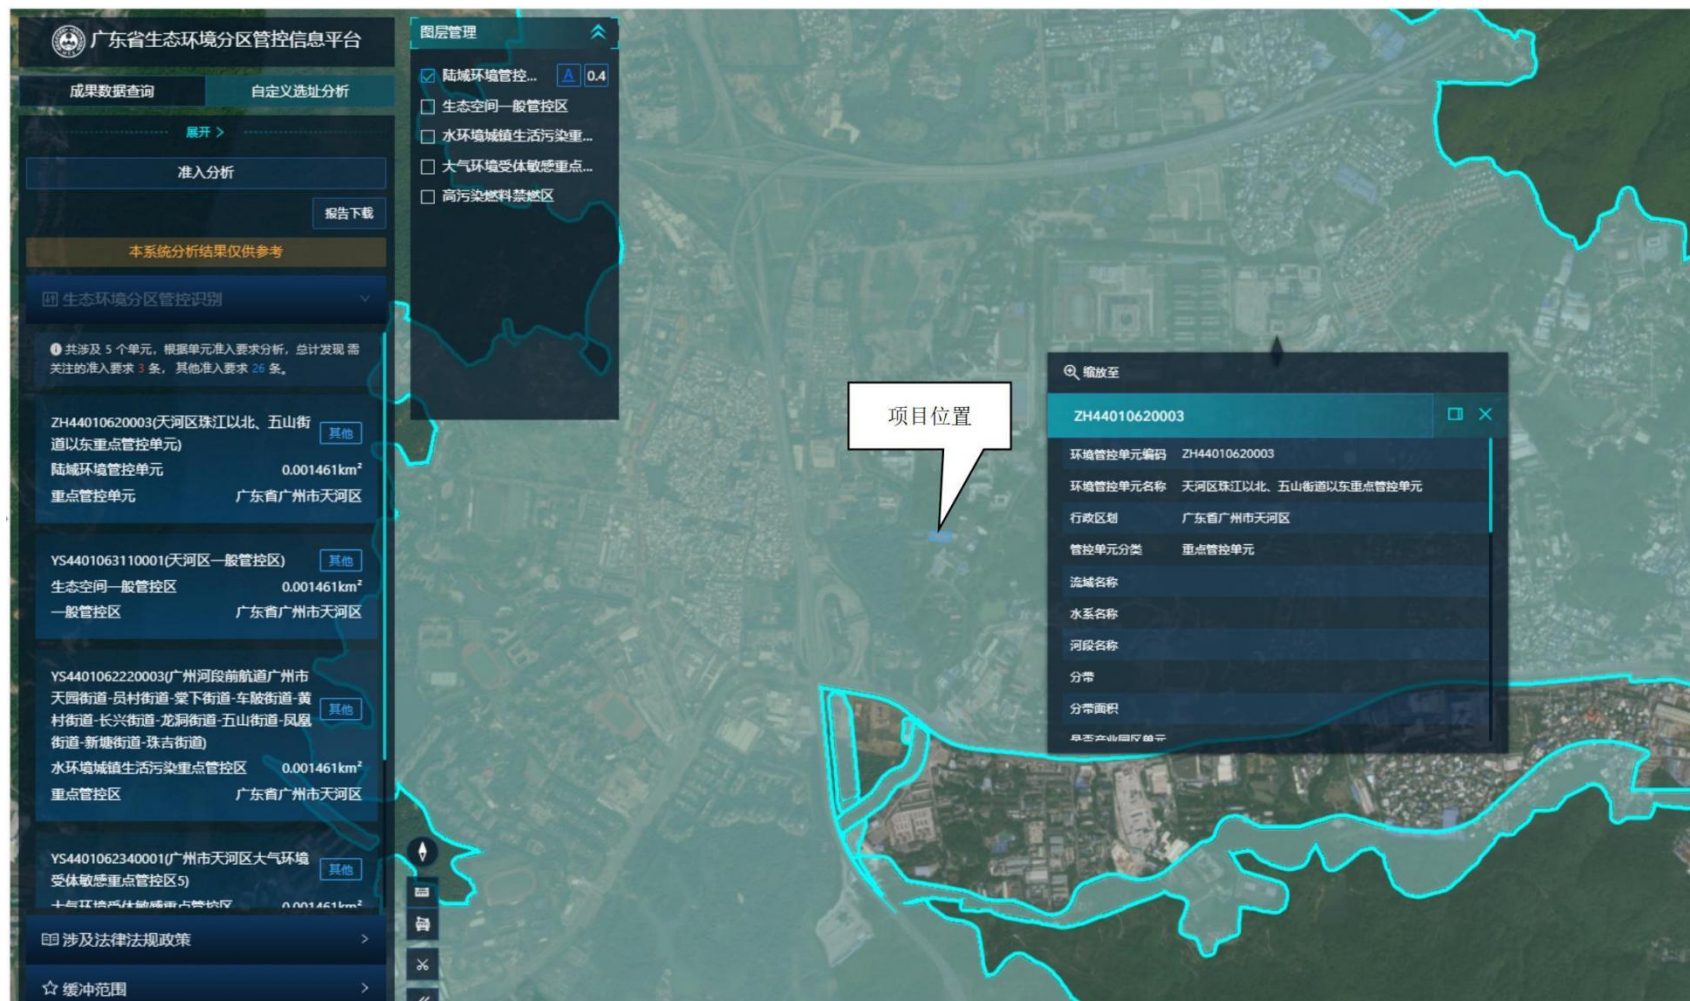 广东省生态环境分区管控信息平台
成果数据查询
自定义选址分析
展开 >
准入分析
报告下载
本系统分析结果仅供参考
生态环境分区管控识别
共涉及 5 个单元，根据单元准入要求分析，总计发现 需
关注的准入要求 3 条， 其他准入要求 26 条。
ZH44010620003(天河区珠江以北、五山街
道以东重点管控单元)
其他
陆域环境管控单元 0.001461km²
重点管控单元 广东省广州市天河区
YS4401063110001(天河区一般管控区)
其他
生态空间一般管控区 0.001461km²
一般管控区 广东省广州市天河区
YS4401062220003(广州河段前航道广州市
天园街道-员村街道-棠下街道-车陂街道-黄
村街道-长兴街道-龙洞街道-五山街道-凤凰
街道-新塘街道-珠吉街道)
其他
水环境城镇生活污染重点管控区 0.001461km²
重点管控区 广东省广州市天河区
YS4401062340001(广州市天河区大气环境
受体敏感重点管控区5)
其他
大气环境受体敏感重点管控区 0.001461km²
涉及法律法规政策 >
缓冲范围 >
图层管理
陆域环境管控... A 0.4
生态空间一般管控区
水环境城镇生活污染重...
大气环境受体敏感重点...
高污染燃料禁燃区
项目位置
缩放至
ZH44010620003
环境管控单元编码 ZH44010620003
环境管控单元名称 天河区珠江以北、五山街道以东重点管控单元
行政区划 广东省广州市天河区
管控单元分类 重点管控单元
流域名称
水系名称
河段名称
分带
分带面积
是否产业园区单元